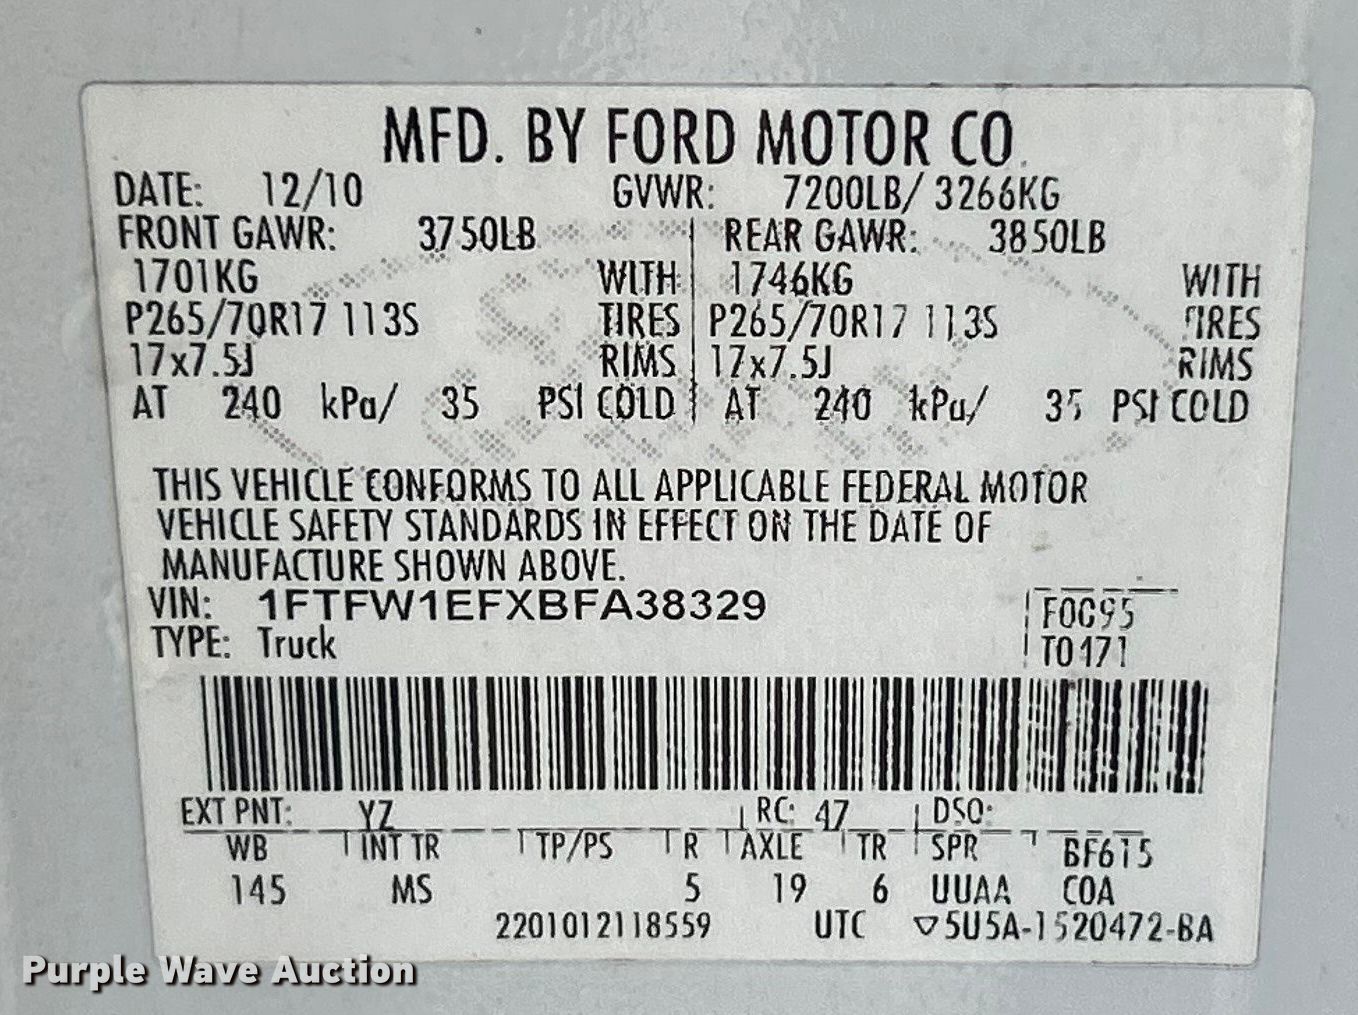 MFD. BY FORD MOTOR CO.
DATE: 12/10 GVWR: 7200LB/ 3266KG
FRONT GAWR: 3750LB REAR GAWR: 3850LB
1701KG WITH 1746KG WITH
P265/70R17 113S TIRES P265/70R17 113S TIRES
17x7.5J RIMS 17x7.5J RIMS
AT 240 kPa/ 35 PSI COLD AT 240 kPa/ 35 PSI COLD
THIS VEHICLE CONFORMS TO ALL APPLICABLE FEDERAL MOTOR
VEHICLE SAFETY STANDARDS IN EFFECT ON THE DATE OF
MANUFACTURE SHOWN ABOVE.
VIN: 1FTFW1EFXBFA38329 F0C95
TYPE: Truck T0471
EXT PNT: YZ RC: 47 DSO:
WB INT TR TP/PS R AXLE TR SPR BF615
145 MS 5 19 6 UUAA COA
2201012118559 UTC ▽5U5A-1520472-BA
Purple Wave Auction